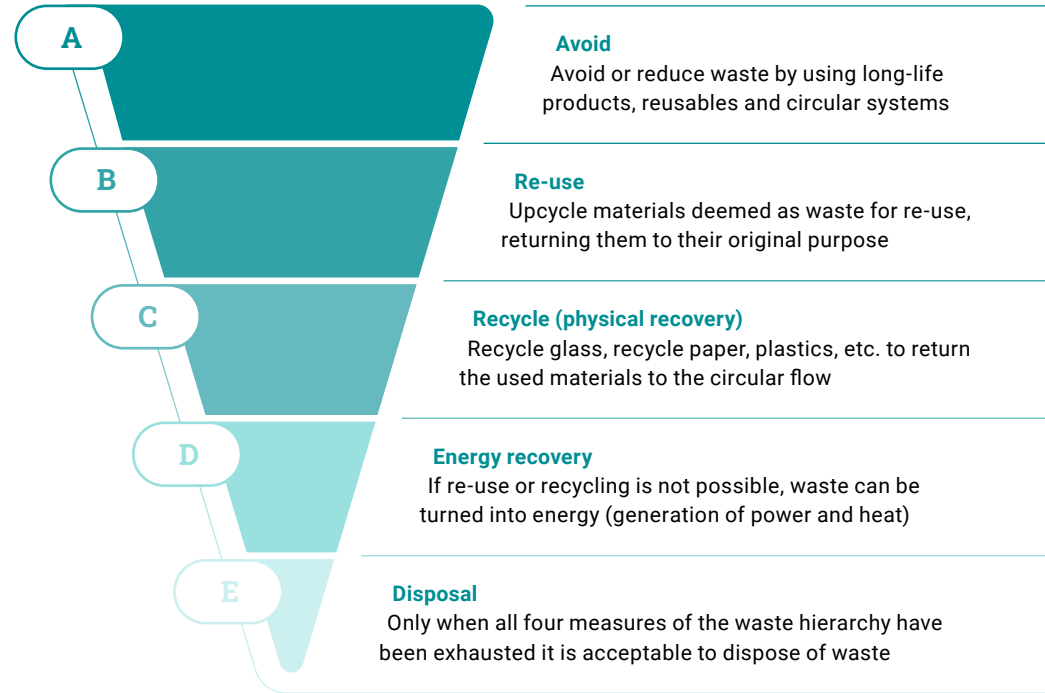 A
Avoid
Avoid or reduce waste by using long-life
products, reusables and circular systems
B
Re-use
Upcycle materials deemed as waste for re-use,
returning them to their original purpose
C
Recycle (physical recovery)
Recycle glass, recycle paper, plastics, etc. to return
the used materials to the circular flow
D
Energy recovery
If re-use or recycling is not possible, waste can be
turned into energy (generation of power and heat)
E
Disposal
Only when all four measures of the waste hierarchy have
been exhausted it is acceptable to dispose of waste